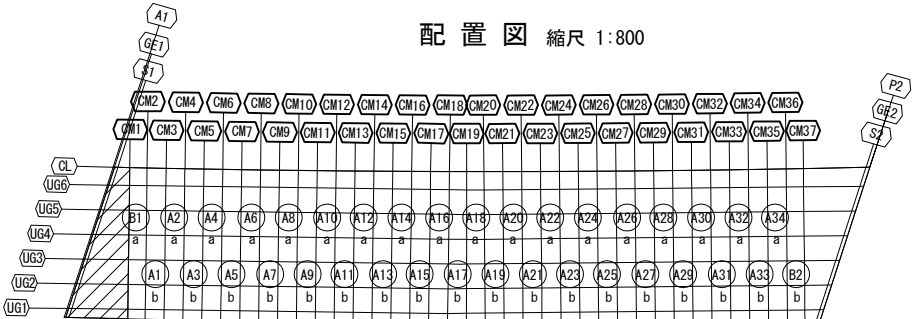 配置図 縮尺 1:800
A1
GE1
S1
P2
GE2
S2
CM2 CM4 CM6 CM8 CM10 CM12 CM14 CM16 CM18 CM20 CM22 CM24 CM26 CM28 CM30 CM32 CM34 CM36
CM1 CM3 CM5 CM7 CM9 CM11 CM13 CM15 CM17 CM19 CM21 CM23 CM25 CM27 CM29 CM31 CM33 CM35 CM37
CL
UG6
UG5
B1 A2 A4 A6 A8 A10 A12 A14 A16 A18 A20 A22 A24 A26 A28 A30 A32 A34
UG4
a a a a a a a a a a a a a a a a a a
UG3
A1 A3 A5 A7 A9 A11 A13 A15 A17 A19 A21 A23 A25 A27 A29 A31 A33 B2
UG2
b b b b b b b b b b b b b b b b b b
UG1